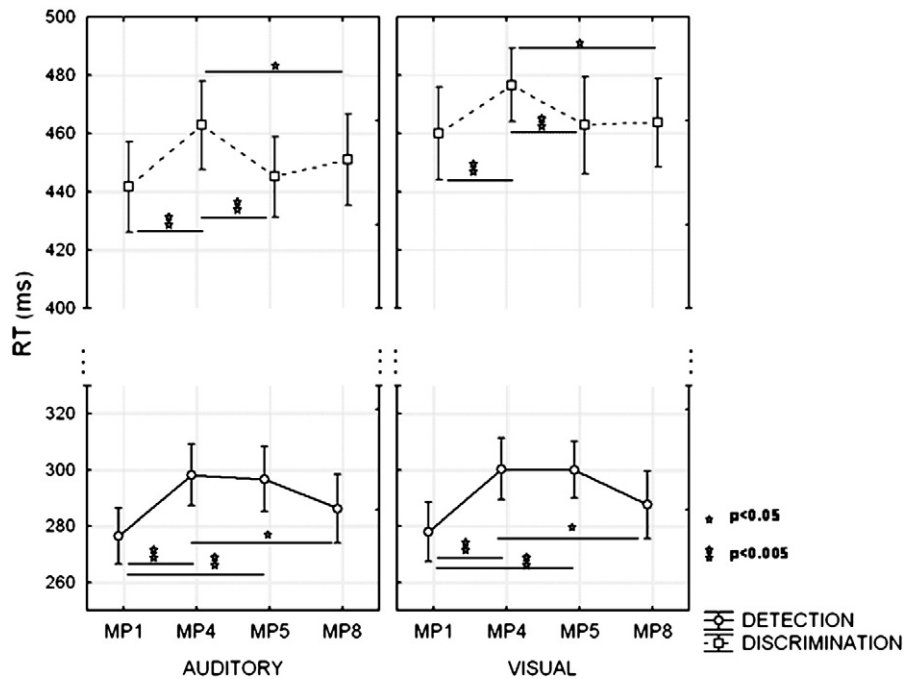 500
480
460
440
420
400
RT (ms)
320
300
280
260
MP1 MP4 MP5 MP8 MP1 MP4 MP5 MP8
AUDITORY VISUAL
p<0.05
p<0.005
DETECTION
DISCRIMINATION